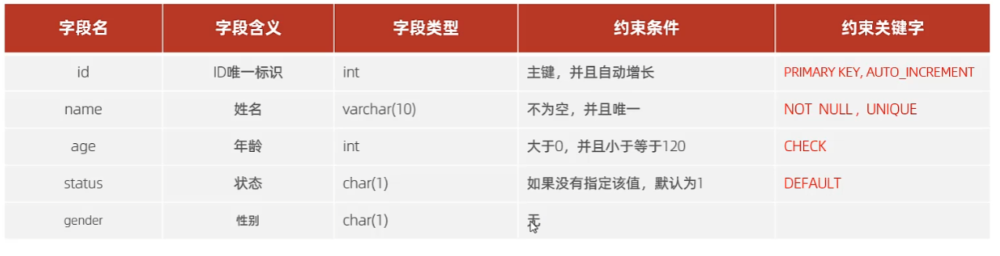 字段名 字段含义 字段类型 约束条件 约束关键字
id ID唯一标识 int 主键，并且自动增长 PRIMARY KEY, AUTO_INCREMENT
name 姓名 varchar(10) 不为空，并且唯一 NOT NULL , UNIQUE
age 年龄 int 大于0，并且小于等于120 CHECK
status 状态 char(1) 如果没有指定该值，默认为1 DEFAULT
gender 性别 char(1) 无